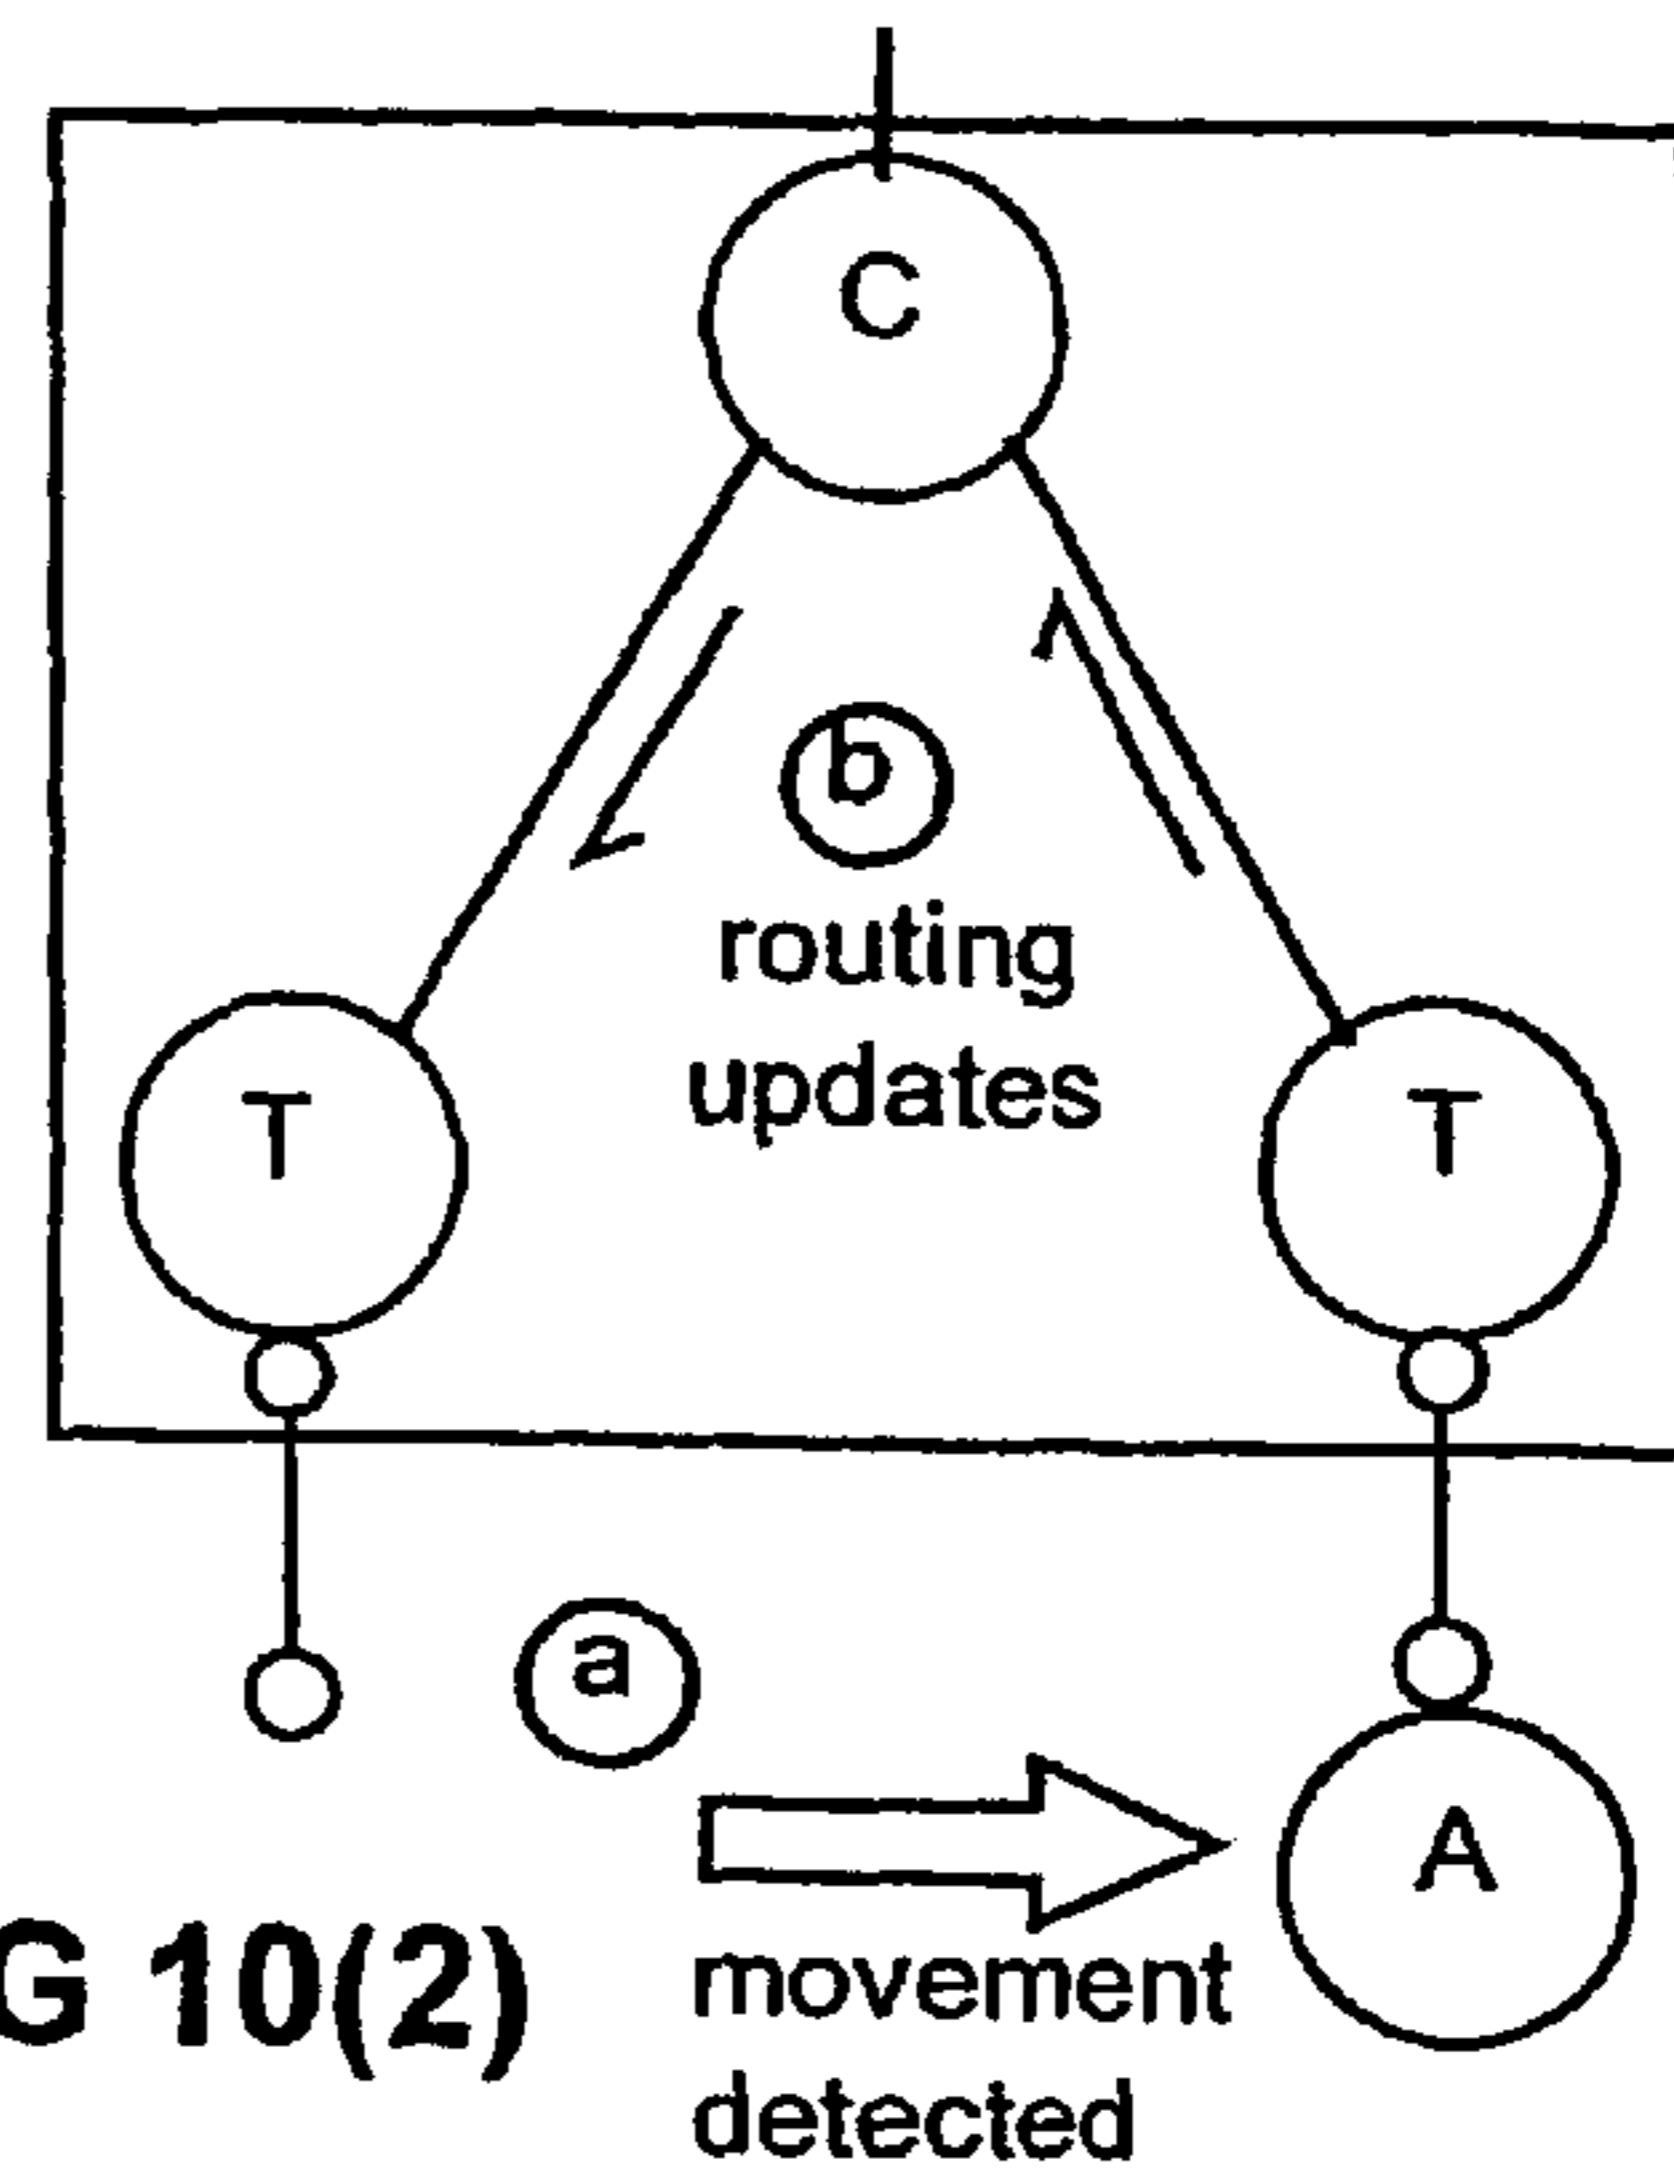 C
b
routing
updates
T
T
a
A
G 10(2)
movement
detected